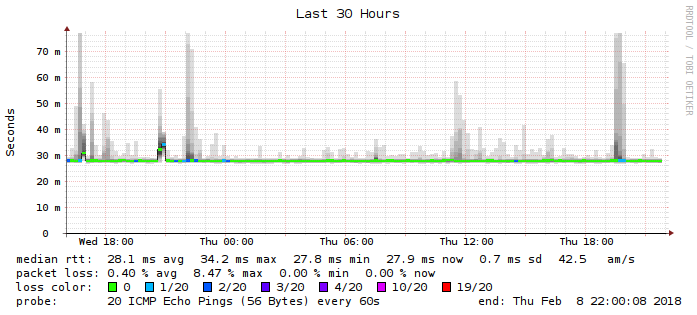 Last 30 Hours
RRDTOOL / TOBI OETIKER
Seconds
70 m
60 m
50 m
40 m
30 m
20 m
10 m
0
Wed 18:00 Thu 00:00 Thu 06:00 Thu 12:00 Thu 18:00
median rtt: 28.1 ms avg 34.2 ms max 27.8 ms min 27.9 ms now 0.7 ms sd 42.5 am/s
packet loss: 0.40 % avg 8.47 % max 0.00 % min 0.00 % now
loss color: 0 1/20 2/20 3/20 4/20 10/20 19/20
probe: 20 ICMP Echo Pings (56 Bytes) every 60s end: Thu Feb 8 22:00:08 2018